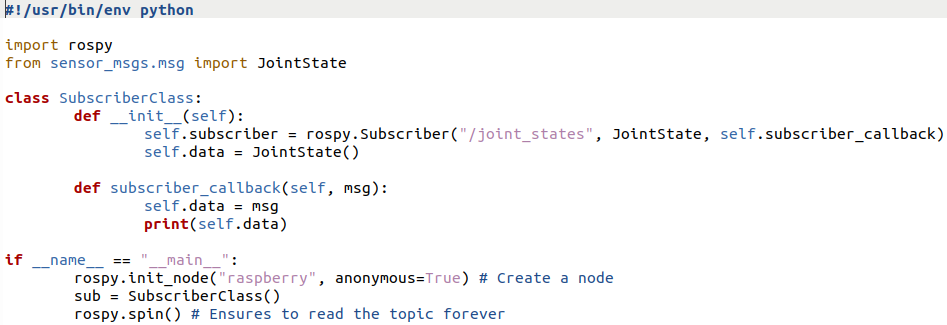 #!/usr/bin/env python

import rospy
from sensor_msgs.msg import JointState

class SubscriberClass:
        def __init__(self):
                self.subscriber = rospy.Subscriber("/joint_states", JointState, self.subscriber_callback)
                self.data = JointState()

        def subscriber_callback(self, msg):
                self.data = msg
                print(self.data)

if __name__ == "__main__":
        rospy.init_node("raspberry", anonymous=True) # Create a node
        sub = SubscriberClass()
        rospy.spin() # Ensures to read the topic forever